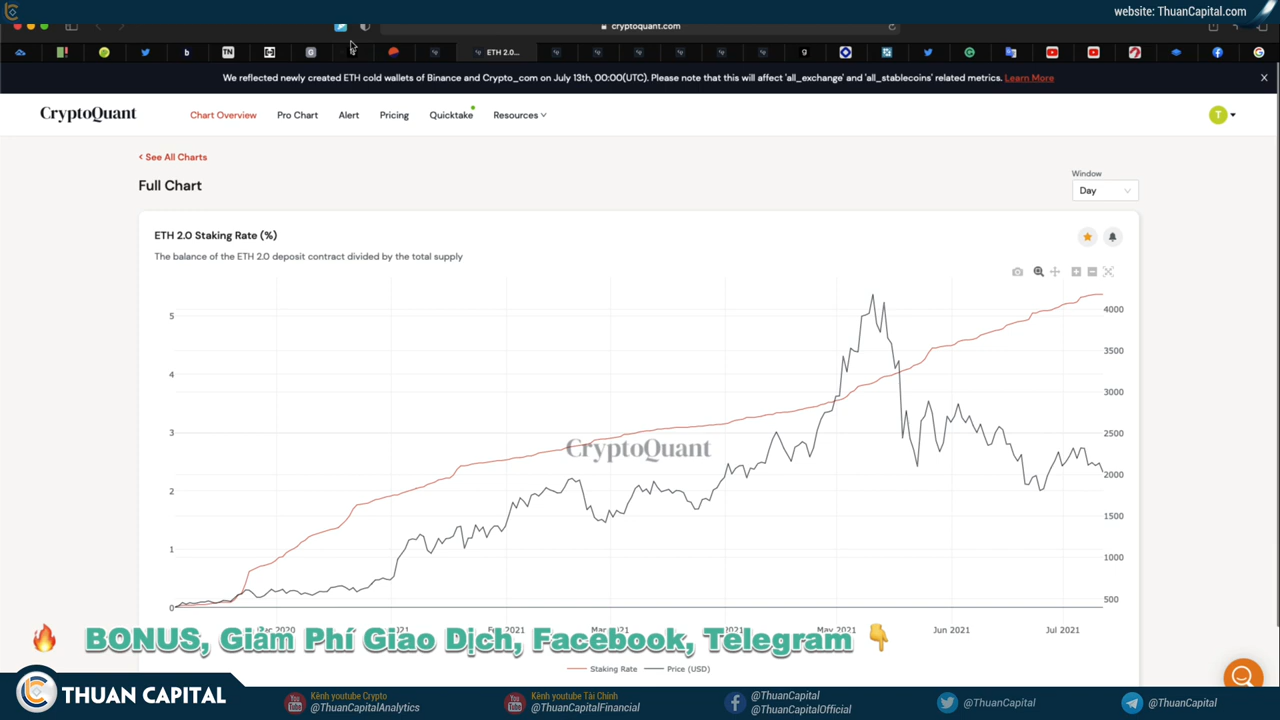 website: ThuanCapital.com
cryptoquant.com
ETH 2.0...
We reflected newly created ETH cold wallets of Binance and Crypto_com on July 13th, 00:00(UTC). Please note that this will affect 'all_exchange' and 'all_stablecoins' related metrics. Learn More
CryptoQuant
Chart Overview
Pro Chart
Alert
Pricing
Quicktake
Resources
T
< See All Charts
Full Chart
Window
Day
ETH 2.0 Staking Rate (%)
The balance of the ETH 2.0 deposit contract divided by the total supply
5
4
3
2
1
0
4000
3500
3000
2500
2000
1500
1000
500
CryptoQuant
2021
Jun 2021
Jul 2021
BONUS, Giảm Phí Giao Dịch, Facebook, Telegram
Staking Rate
Price (USD)
THUAN CAPITAL
Kênh youtube Crypto
@ThuanCapitalAnalytics
Kênh youtube Tài Chính
@ThuanCapitalFinancial
@ThuanCapital
@ThuanCapitalOfficial
@ThuanCapital
@ThuanCapital